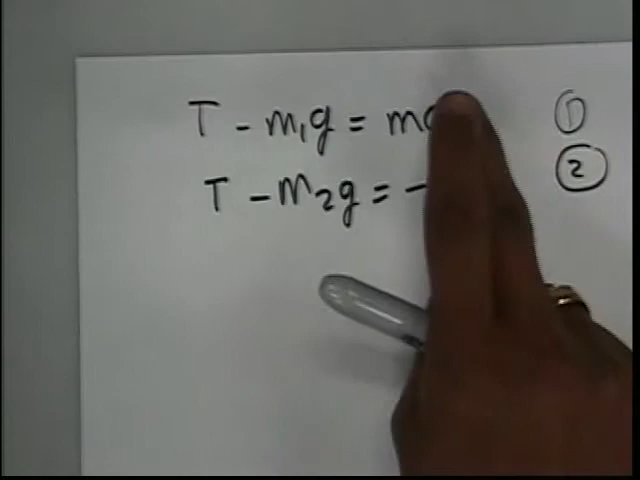 T - m₁g = m ①
T - m₂g = - ②